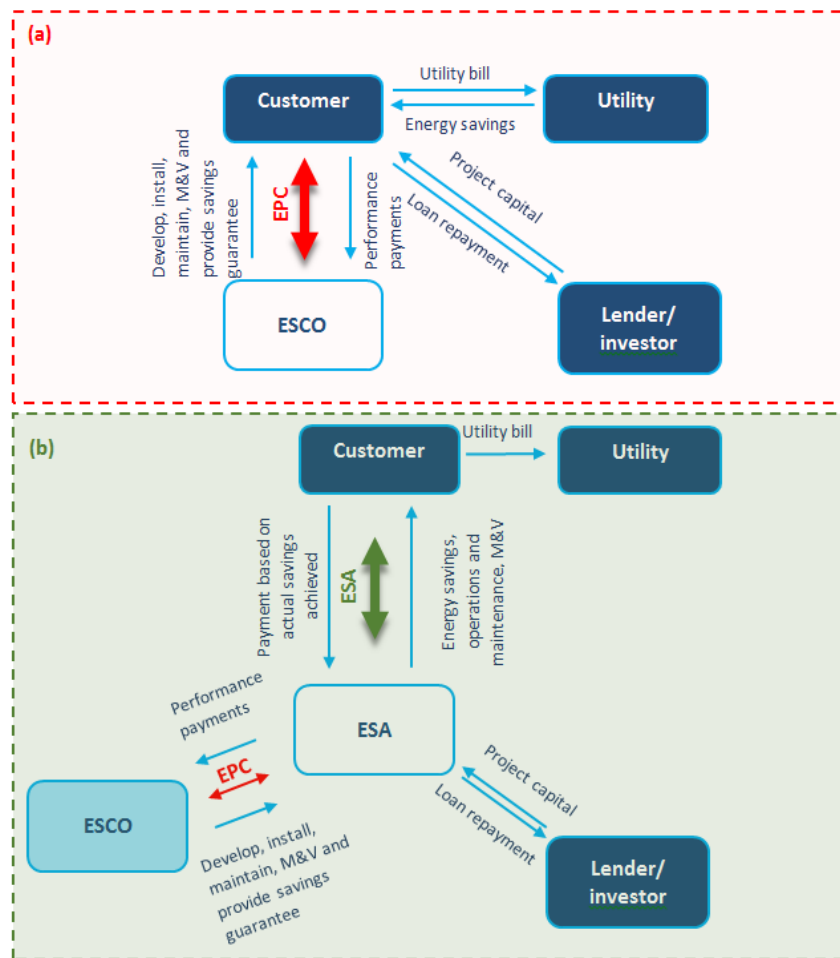 (a)
Customer
Utility bill
Energy savings
Utility
Develop, install,
maintain, M&V and
provide savings
guarantee
EPC
Performance
payments
Project capital
Loan repayment
ESCO
Lender/
investor
(b)
Customer
Utility bill
Utility
Payment based on
actual savings
achieved
ESA
Energy savings,
operations and
maintenance, M&V
Performance
payments
ESA
EPC
ESCO
Project capital
Loan repayment
Develop, install,
maintain, M&V and
provide savings
guarantee
Lender/
investor